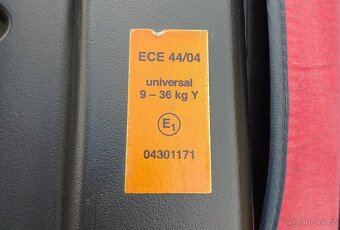 ECE 44/04
universal
9 – 36 kg Y
E1
04301171